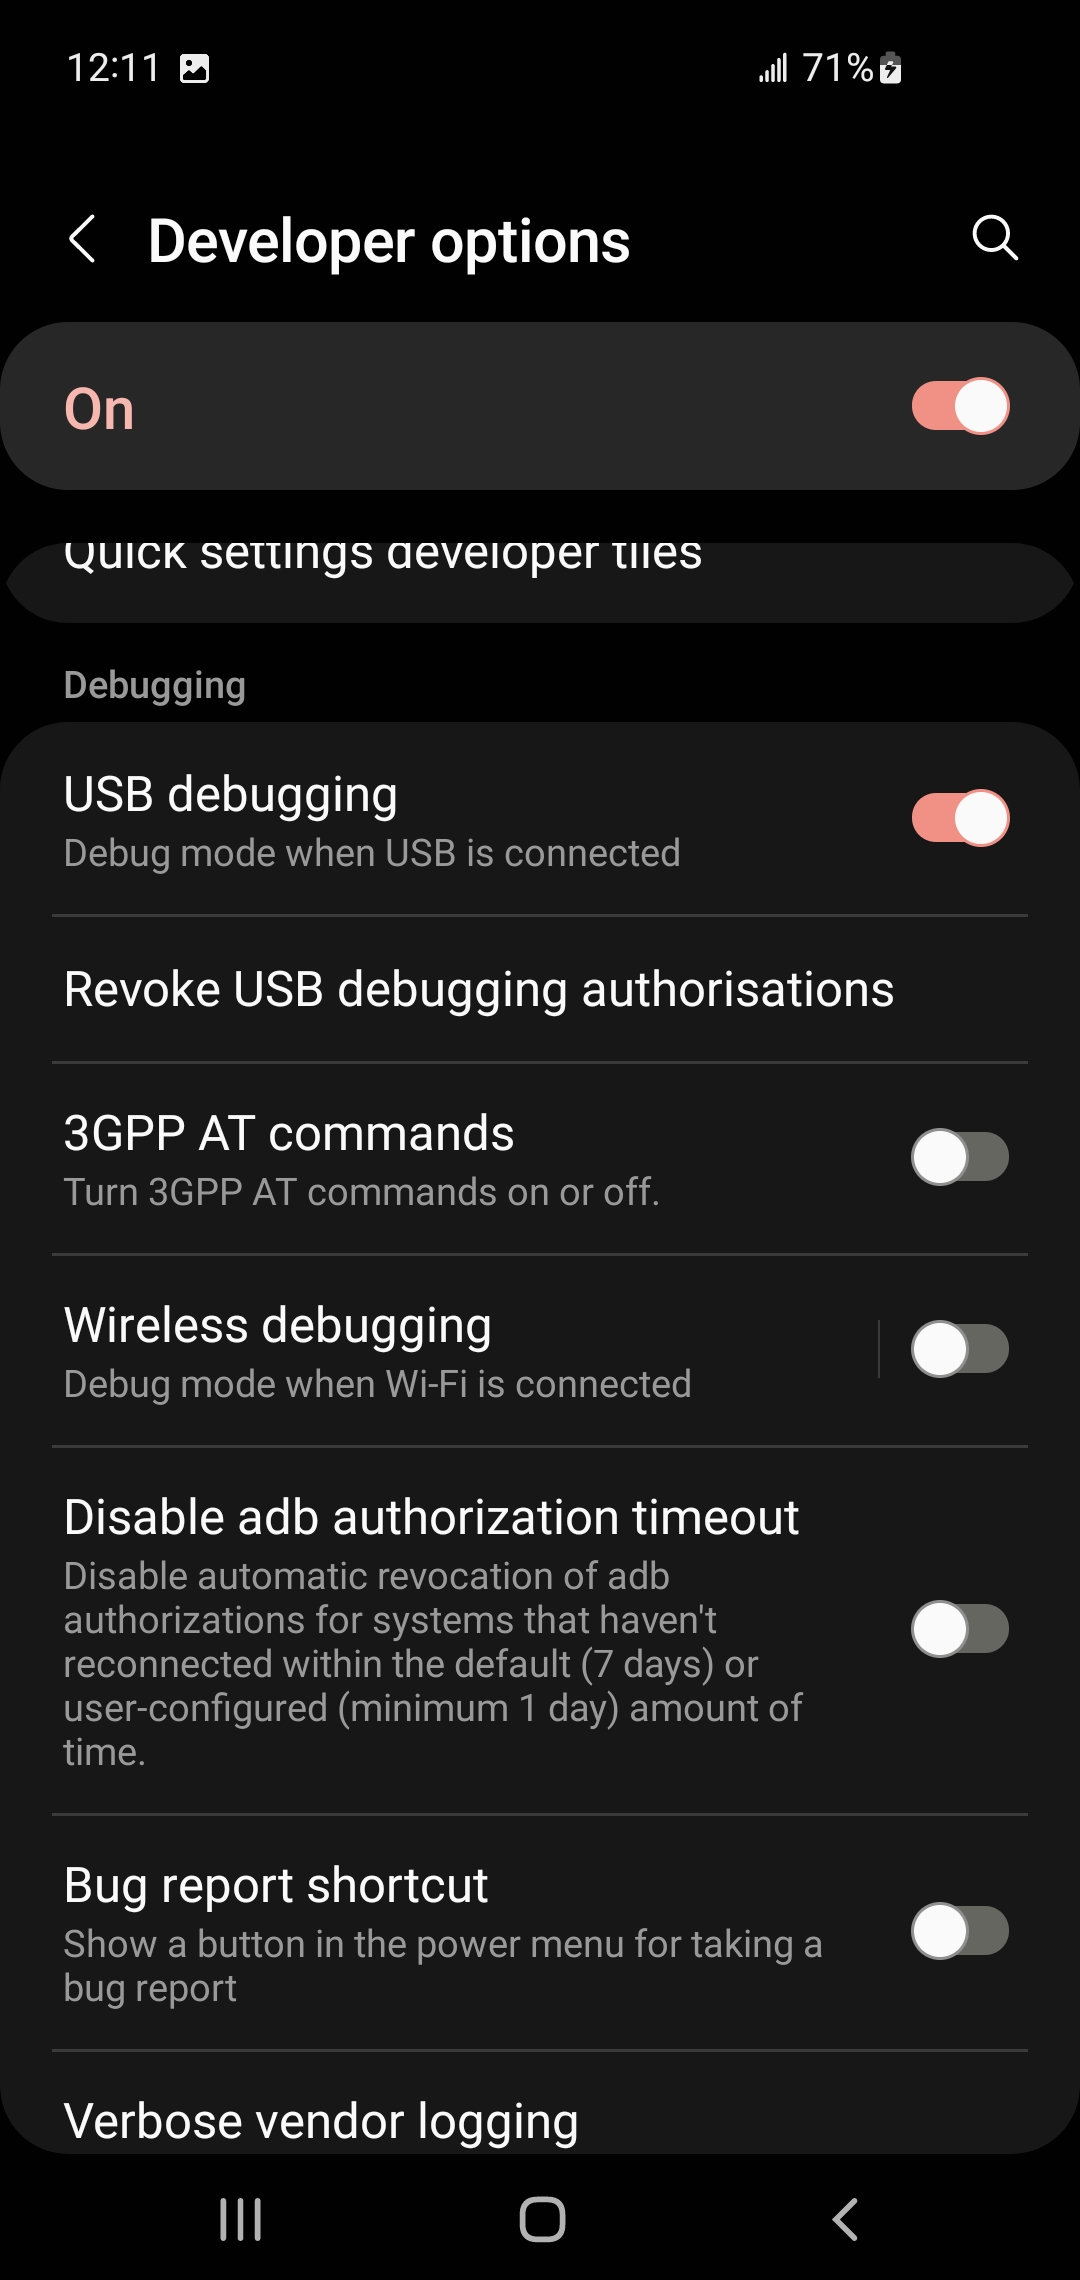 12:11
71%
Developer options
On
Quick settings developer tiles
Debugging
USB debugging
Debug mode when USB is connected
Revoke USB debugging authorisations
3GPP AT commands
Turn 3GPP AT commands on or off.
Wireless debugging
Debug mode when Wi-Fi is connected
Disable adb authorization timeout
Disable automatic revocation of adb
authorizations for systems that haven't
reconnected within the default (7 days) or
user-configured (minimum 1 day) amount of
time.
Bug report shortcut
Show a button in the power menu for taking a
bug report
Verbose vendor logging